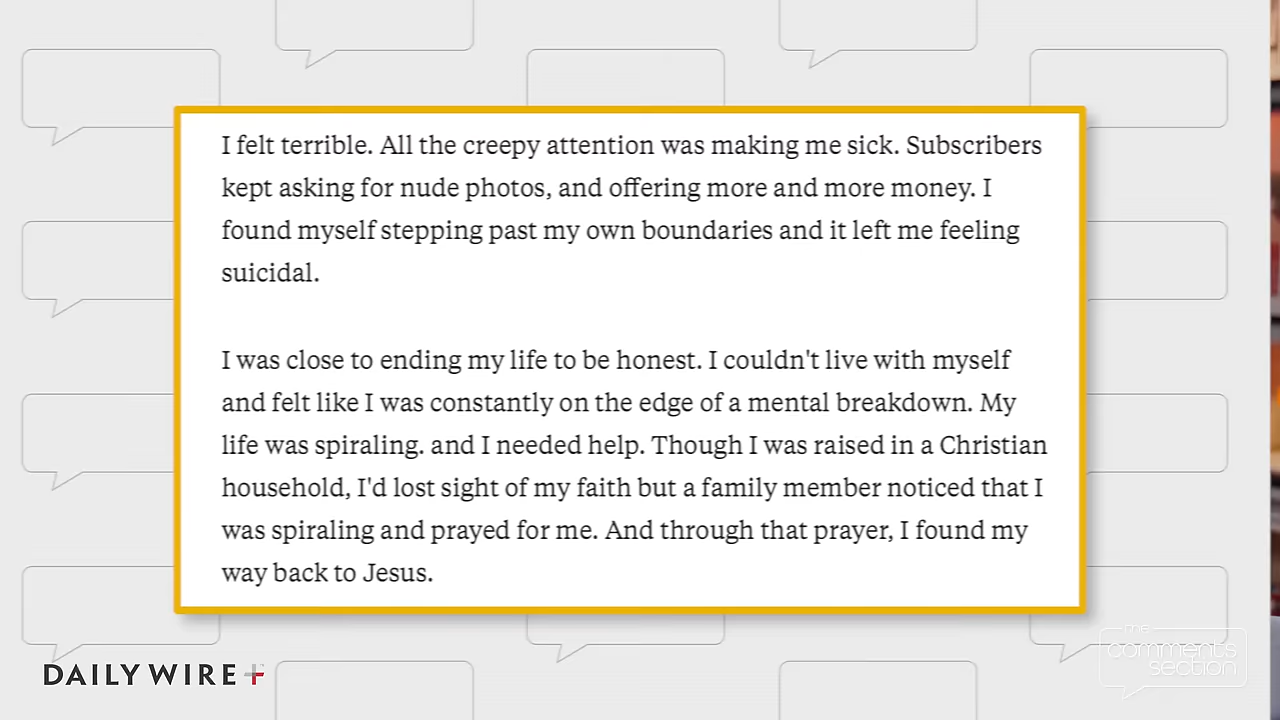 I felt terrible. All the creepy attention was making me sick. Subscribers
kept asking for nude photos, and offering more and more money. I
found myself stepping past my own boundaries and it left me feeling
suicidal.
I was close to ending my life to be honest. I couldn't live with myself
and felt like I was constantly on the edge of a mental breakdown. My
life was spiraling. and I needed help. Though I was raised in a Christian
household, I'd lost sight of my faith but a family member noticed that I
was spiraling and prayed for me. And through that prayer, I found my
way back to Jesus.
DAILY WIRE+
the
comments
section